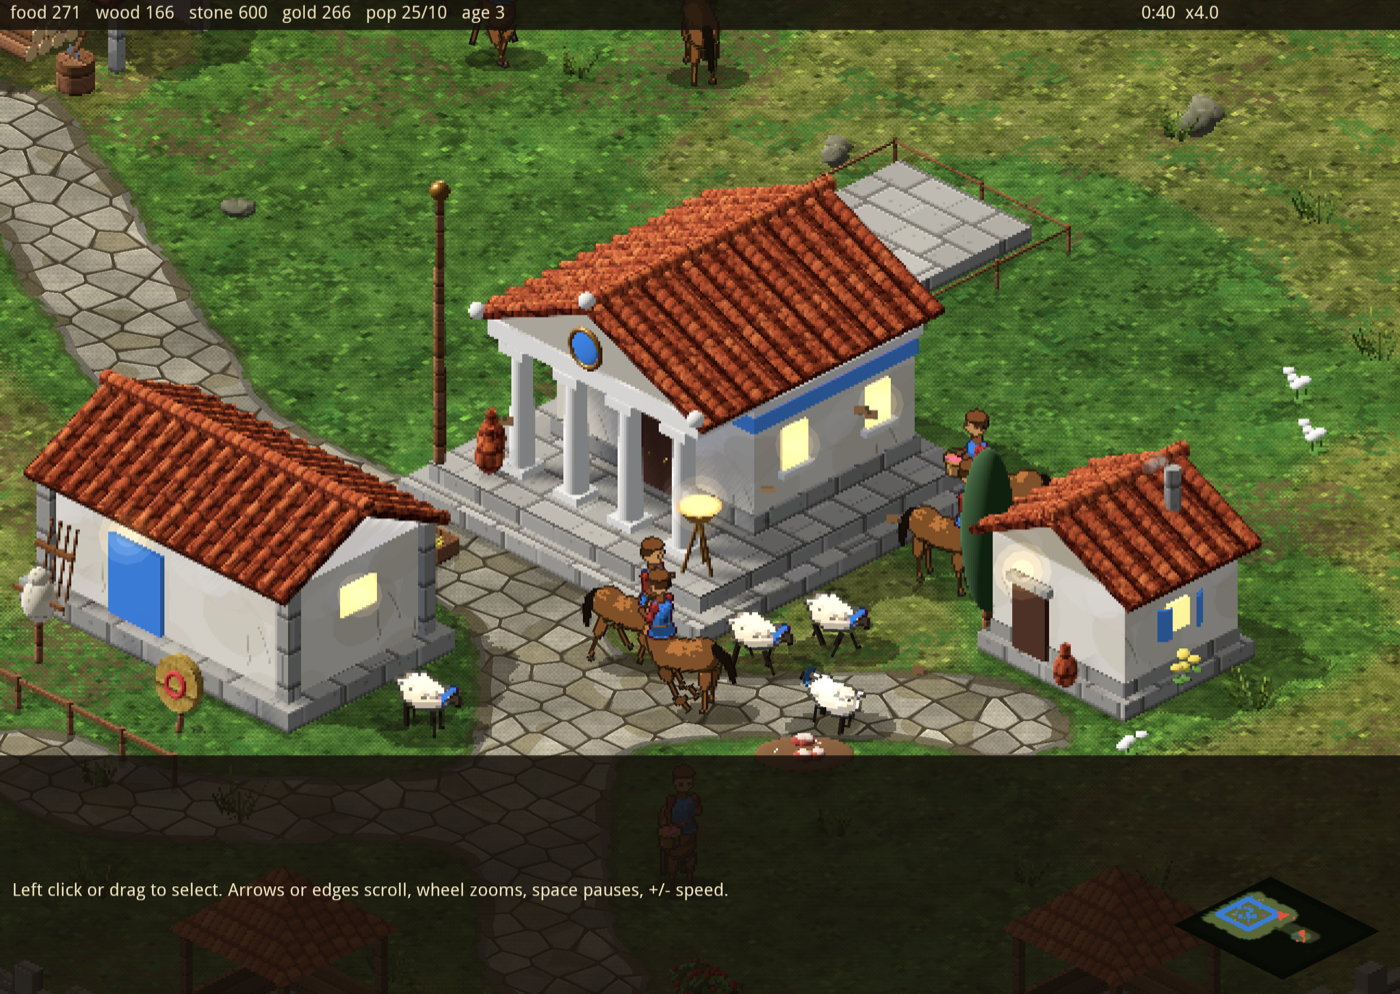 food 271 wood 166 stone 600 gold 266 pop 25/10 age 3 0:40 x4.0
Left click or drag to select. Arrows or edges scroll, wheel zooms, space pauses, +/- speed.